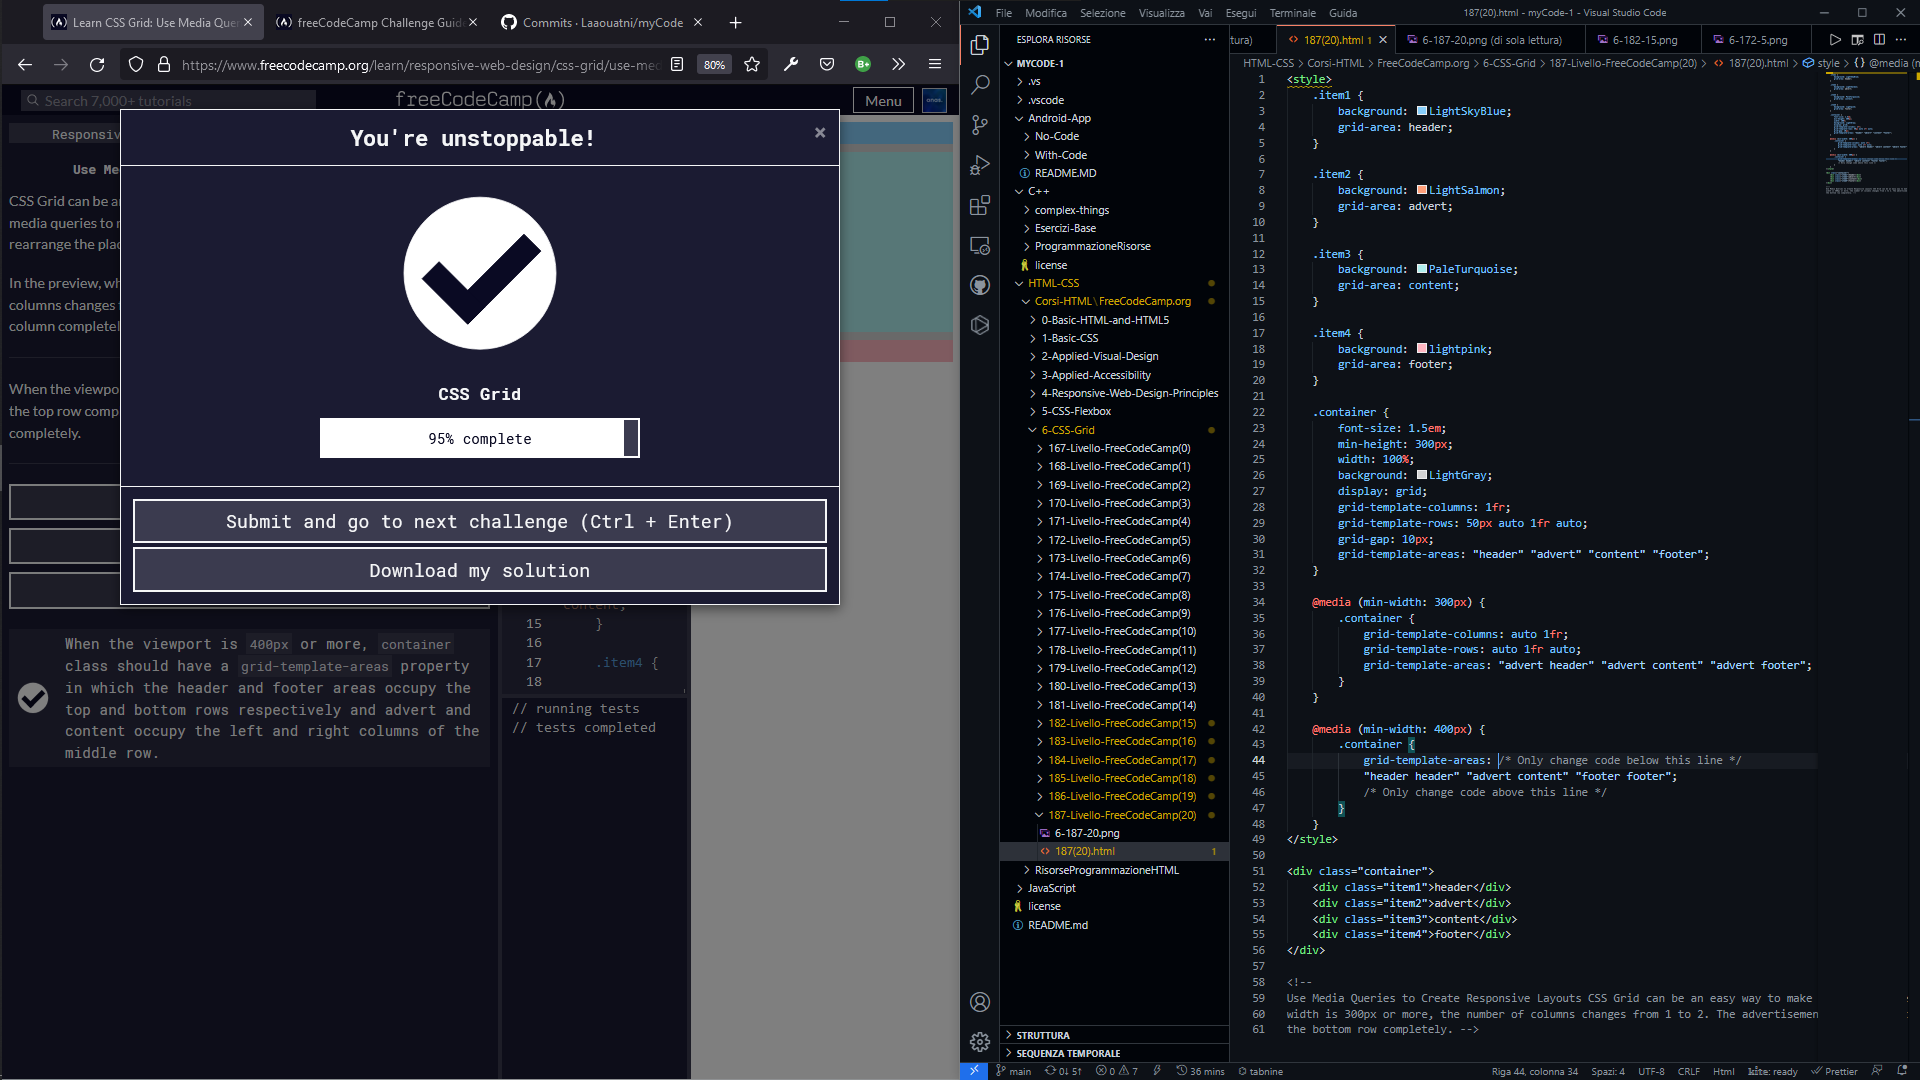 Learn CSS Grid: Use Media Que
freeCodeCamp Challenge Guide
Commits · Laaouatni/myCode
https://www.freecodecamp.org/learn/responsive-web-design/css-grid/use-med
80%
Search 7,000+ tutorials
freeCodeCamp
Menu
Responsiv
Use Me
CSS Grid can be a
media queries to
rearrange the pla
In the preview, wh
columns changes
column completel
When the viewpor
the top row comp
completely.
You're unstoppable!
×
CSS Grid
95% complete
Submit and go to next challenge (Ctrl + Enter)
Download my solution
When the viewport is 400px or more, container
class should have a grid-template-areas property
in which the header and footer areas occupy the
top and bottom rows respectively and advert and
content occupy the left and right columns of the
middle row.
content;
15 }
16
17 .item4 {
18
// running tests
// tests completed
File Modifica Selezione Visualizza Vai Esegui Terminale Guida
187(20).html - myCode-1 - Visual Studio Code
ESPLORA RISORSE
MYCODE-1
.vs
.vscode
Android-App
No-Code
With-Code
README.MD
C++
complex-things
Esercizi-Base
ProgrammazioneRisorse
license
HTML-CSS
Corsi-HTML\FreeCodeCamp.org
0-Basic-HTML-and-HTML5
1-Basic-CSS
2-Applied-Visual-Design
3-Applied-Accessibility
4-Responsive-Web-Design-Principles
5-CSS-Flexbox
6-CSS-Grid
167-Livello-FreeCodeCamp(0)
168-Livello-FreeCodeCamp(1)
169-Livello-FreeCodeCamp(2)
170-Livello-FreeCodeCamp(3)
171-Livello-FreeCodeCamp(4)
172-Livello-FreeCodeCamp(5)
173-Livello-FreeCodeCamp(6)
174-Livello-FreeCodeCamp(7)
175-Livello-FreeCodeCamp(8)
176-Livello-FreeCodeCamp(9)
177-Livello-FreeCodeCamp(10)
178-Livello-FreeCodeCamp(11)
179-Livello-FreeCodeCamp(12)
180-Livello-FreeCodeCamp(13)
181-Livello-FreeCodeCamp(14)
182-Livello-FreeCodeCamp(15)
183-Livello-FreeCodeCamp(16)
184-Livello-FreeCodeCamp(17)
185-Livello-FreeCodeCamp(18)
186-Livello-FreeCodeCamp(19)
187-Livello-FreeCodeCamp(20)
6-187-20.png
187(20).html 1
RisorseProgrammazioneHTML
JavaScript
license
README.md
STRUTTURA
SEQUENZA TEMPORALE
tura) 187(20).html 1 6-187-20.png (di sola lettura) 6-182-15.png 6-172-5.png
HTML-CSS > Corsi-HTML > FreeCodeCamp.org > 6-CSS-Grid > 187-Livello-FreeCodeCamp(20) > 187(20).html > style > @media (m
1 <style>
2 .item1 {
3 background: LightSkyBlue;
4 grid-area: header;
5 }
6
7 .item2 {
8 background: LightSalmon;
9 grid-area: advert;
10 }
11
12 .item3 {
13 background: PaleTurquoise;
14 grid-area: content;
15 }
16
17 .item4 {
18 background: lightpink;
19 grid-area: footer;
20 }
21
22 .container {
23 font-size: 1.5em;
24 min-height: 300px;
25 width: 100%;
26 background: LightGray;
27 display: grid;
28 grid-template-columns: 1fr;
29 grid-template-rows: 50px auto 1fr auto;
30 grid-gap: 10px;
31 grid-template-areas: "header" "advert" "content" "footer";
32 }
33
34 @media (min-width: 300px) {
35 .container {
36 grid-template-columns: auto 1fr;
37 grid-template-rows: auto 1fr auto;
38 grid-template-areas: "advert header" "advert content" "advert footer";
39 }
40 }
41
42 @media (min-width: 400px) {
43 .container {
44 grid-template-areas: /* Only change code below this line */
45 "header header" "advert content" "footer footer";
46 /* Only change code above this line */
47 }
48 }
49 </style>
50
51 <div class="container">
52 <div class="item1">header</div>
53 <div class="item2">advert</div>
54 <div class="item3">content</div>
55 <div class="item4">footer</div>
56 </div>
57
58 <!--
59 Use Media Queries to Create Responsive Layouts CSS Grid can be an easy way to make
60 width is 300px or more, the number of columns changes from 1 to 2. The advertisemen
61 the bottom row completely. -->
main 0↓ 5↑ 0 7 36 mins tabnine
Riga 44, colonna 34 Spazi: 4 UTF-8 CRLF Html kite: ready Prettier